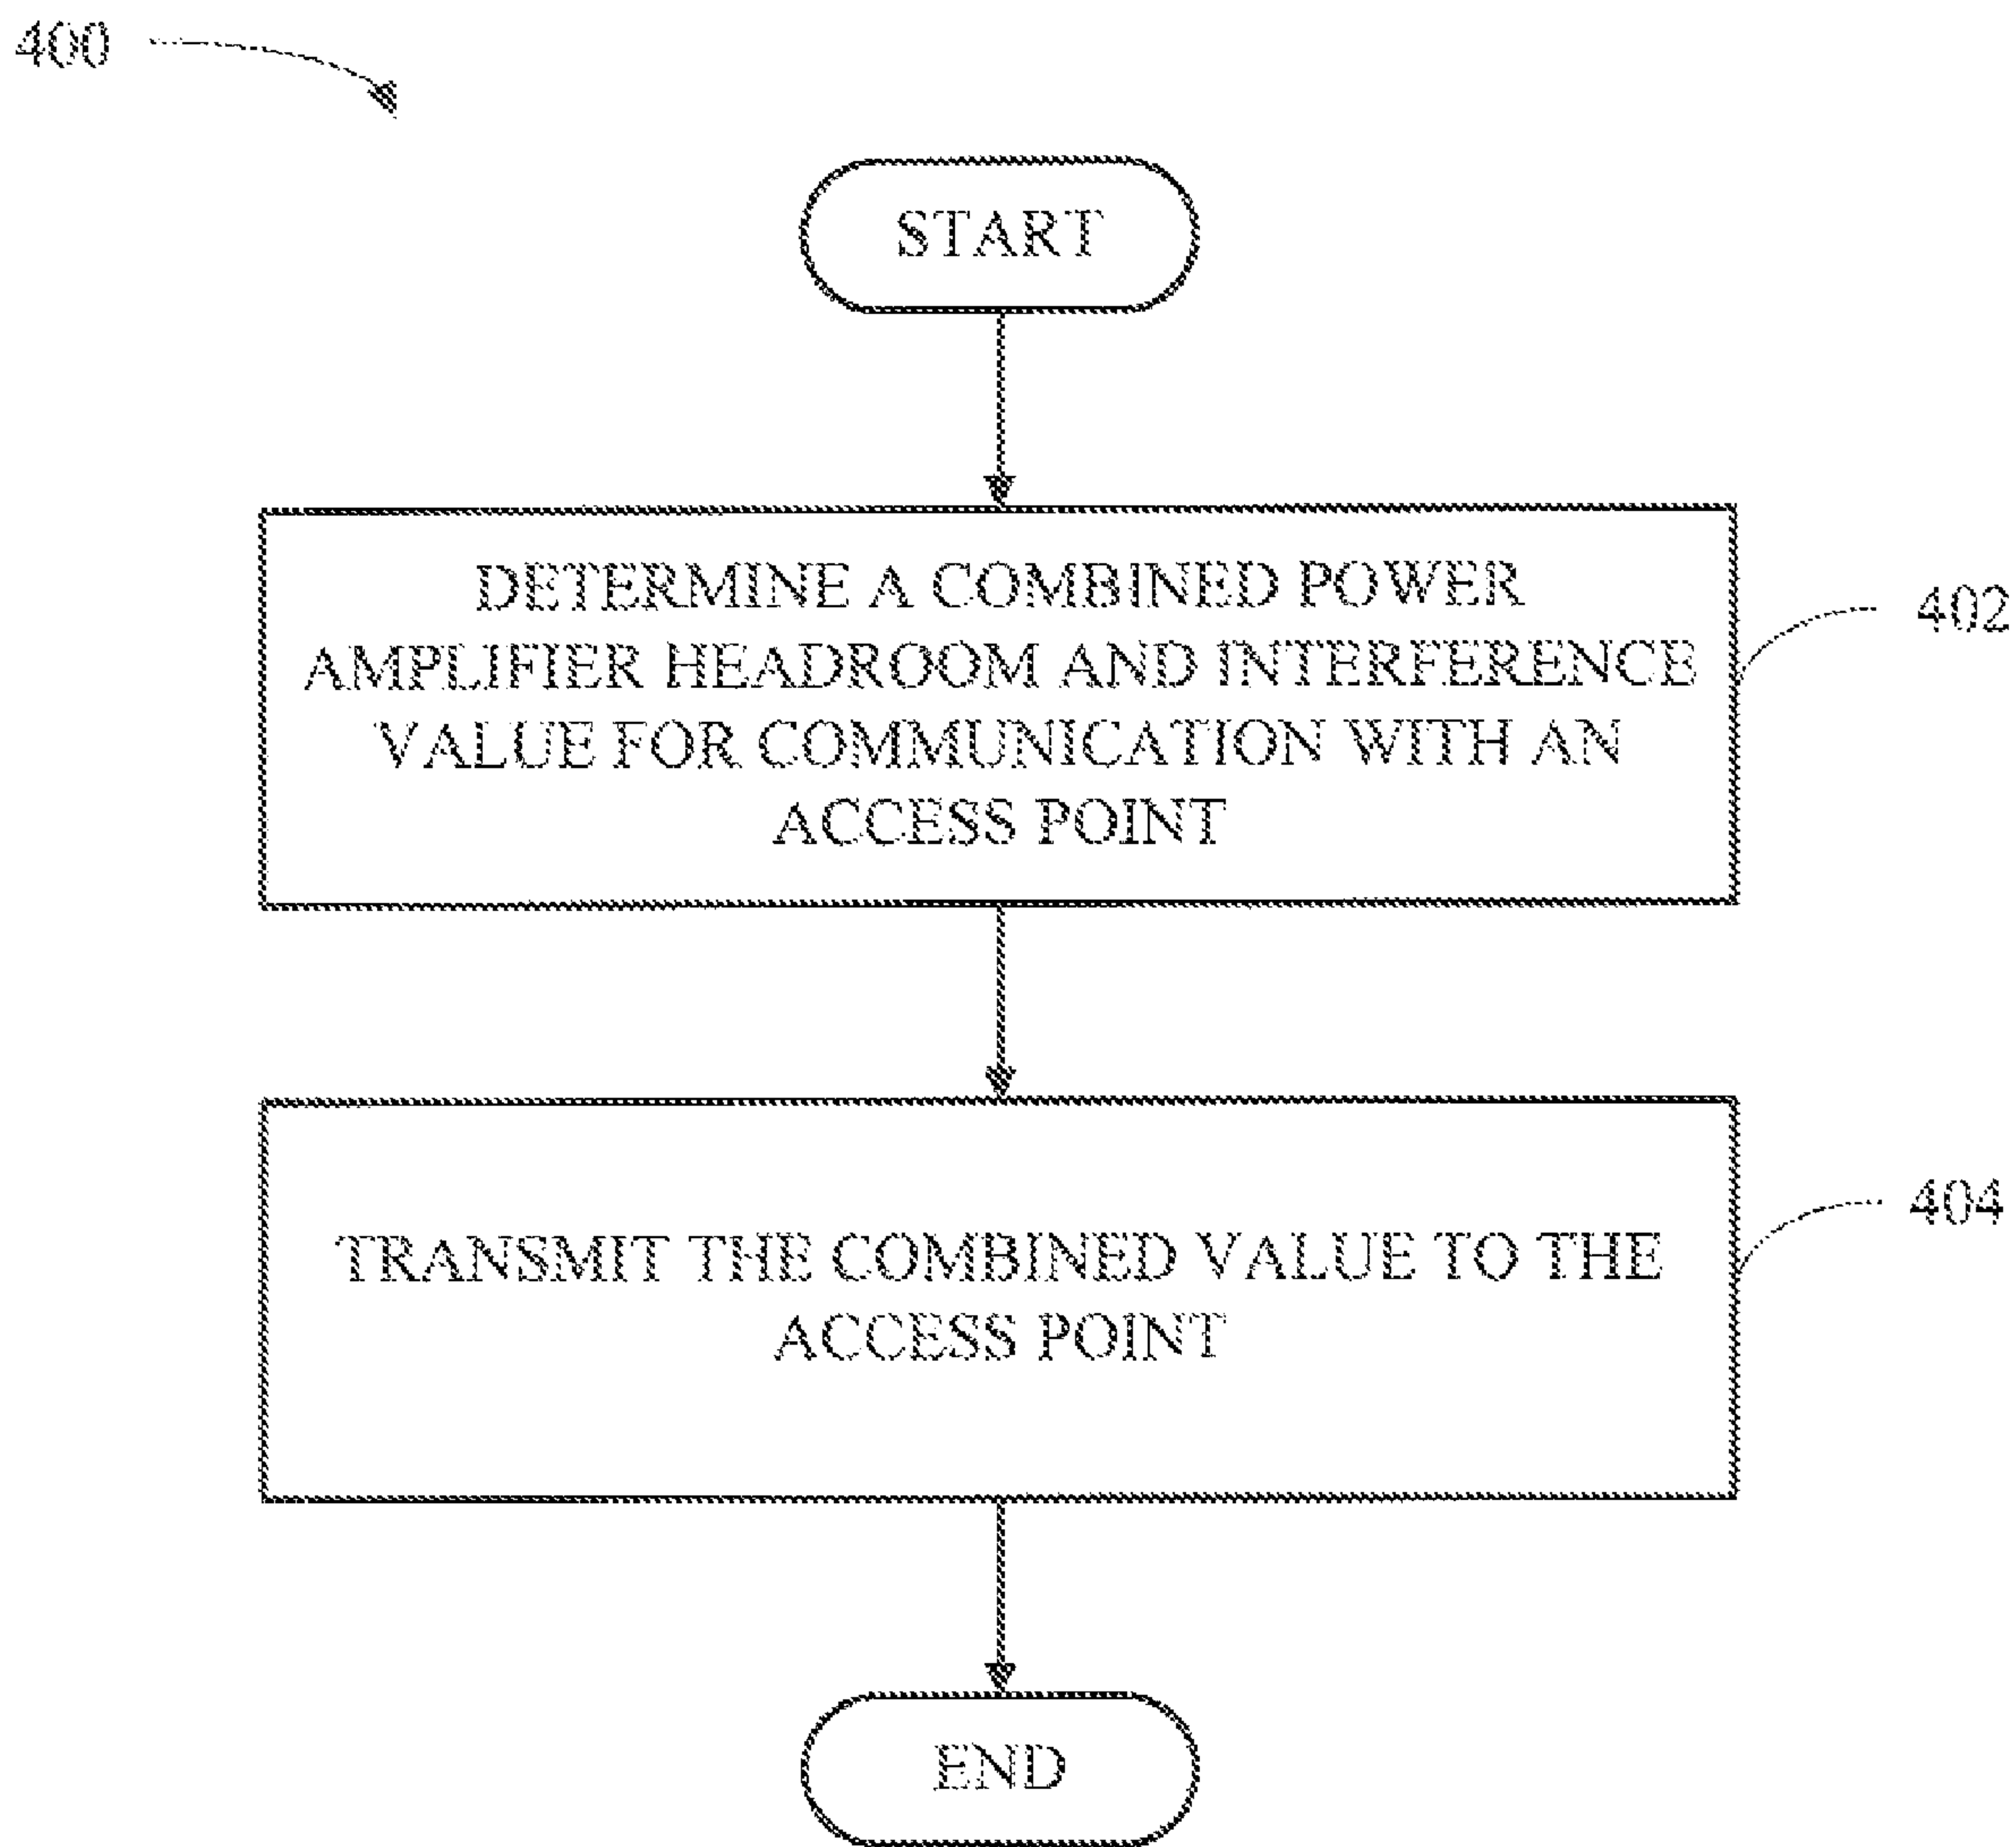 400
START
DETERMINE A COMBINED POWER
AMPLIFIER HEADROOM AND INTERFERENCE
VALUE FOR COMMUNICATION WITH AN
ACCESS POINT
402
TRANSMIT THE COMBINED VALUE TO THE
ACCESS POINT
404
END